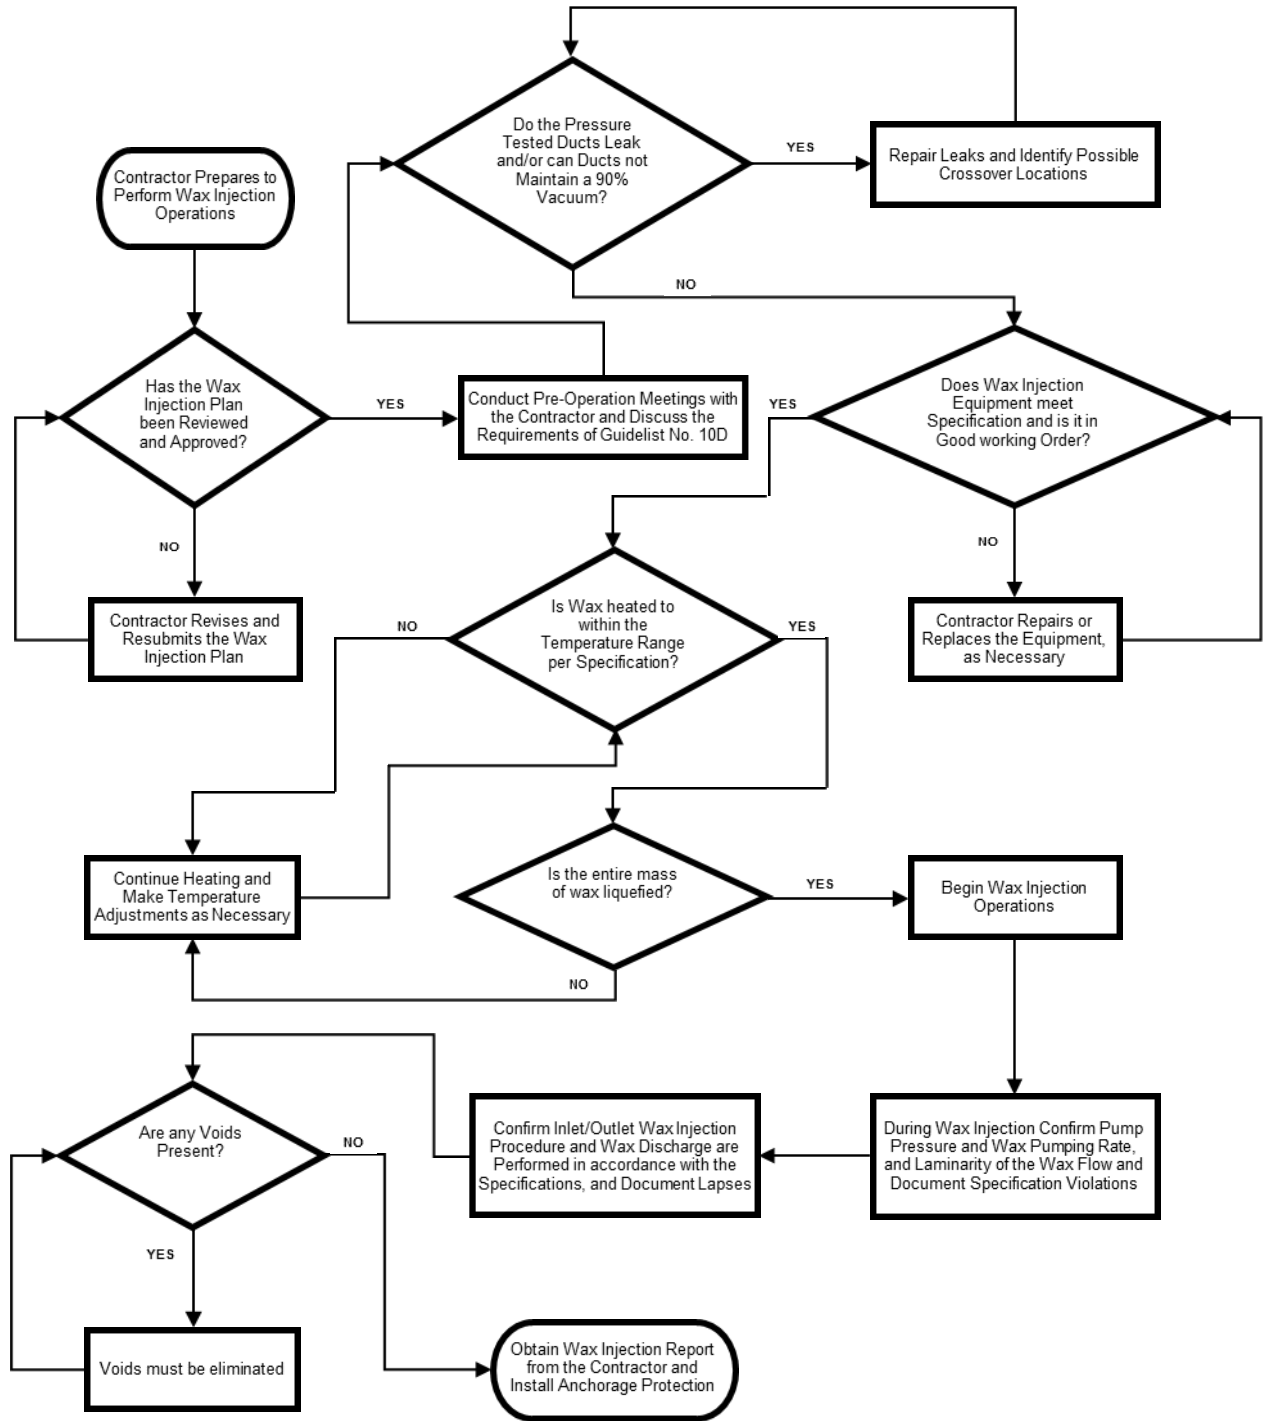 Contractor Prepares to
Perform Wax Injection
Operations
Has the Wax
Injection Plan
been Reviewed
and Approved?
YES
NO
Contractor Revises and
Resubmits the Wax
Injection Plan
Conduct Pre-Operation Meetings with
the Contractor and Discuss the
Requirements of Guidelist No. 10D
Do the Pressure
Tested Ducts Leak
and/or can Ducts not
Maintain a 90%
Vacuum?
YES
Repair Leaks and Identify Possible
Crossover Locations
NO
Does Wax Injection
Equipment meet
Specification and is it in
Good working Order?
YES
NO
Contractor Repairs or
Replaces the Equipment,
as Necessary
Is Wax heated to
within the
Temperature Range
per Specification?
NO
YES
Continue Heating and
Make Temperature
Adjustments as Necessary
Is the entire mass
of wax liquefied?
YES
NO
Begin Wax Injection
Operations
During Wax Injection Confirm Pump
Pressure and Wax Pumping Rate,
and Laminarity of the Wax Flow and
Document Specification Violations
Confirm Inlet/Outlet Wax Injection
Procedure and Wax Discharge are
Performed in accordance with the
Specifications, and Document Lapses
Are any Voids
Present?
NO
YES
Voids must be eliminated
Obtain Wax Injection Report
from the Contractor and
Install Anchorage Protection